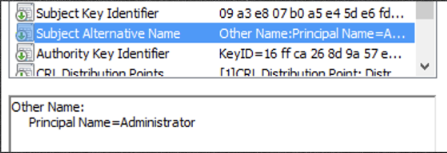 Subject Key Identifier 09 a3 e8 07 b0 a5 e4 5d e6 fd...
Subject Alternative Name Other Name:Principal Name=A...
Authority Key Identifier KeyID=16 ff ca 26 8d 9a 57 e...
CRL Distribution Points [1]CRL Distribution Point: Distr...
Other Name:
Principal Name=Administrator